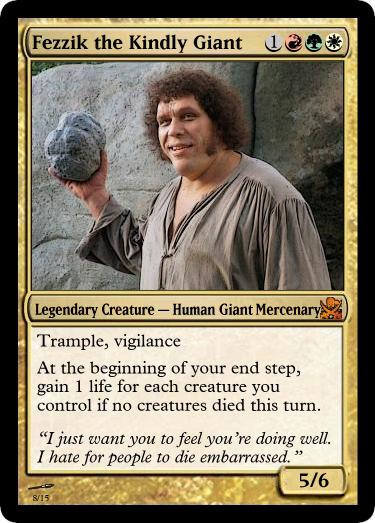 Fezzik the Kindly Giant 1
Legendary Creature — Human Giant Mercenary
Trample, vigilance
At the beginning of your end step,
gain 1 life for each creature you
control if no creatures died this turn.
"I just want you to feel you're doing well.
I hate for people to die embarrassed."
5/6
8/15